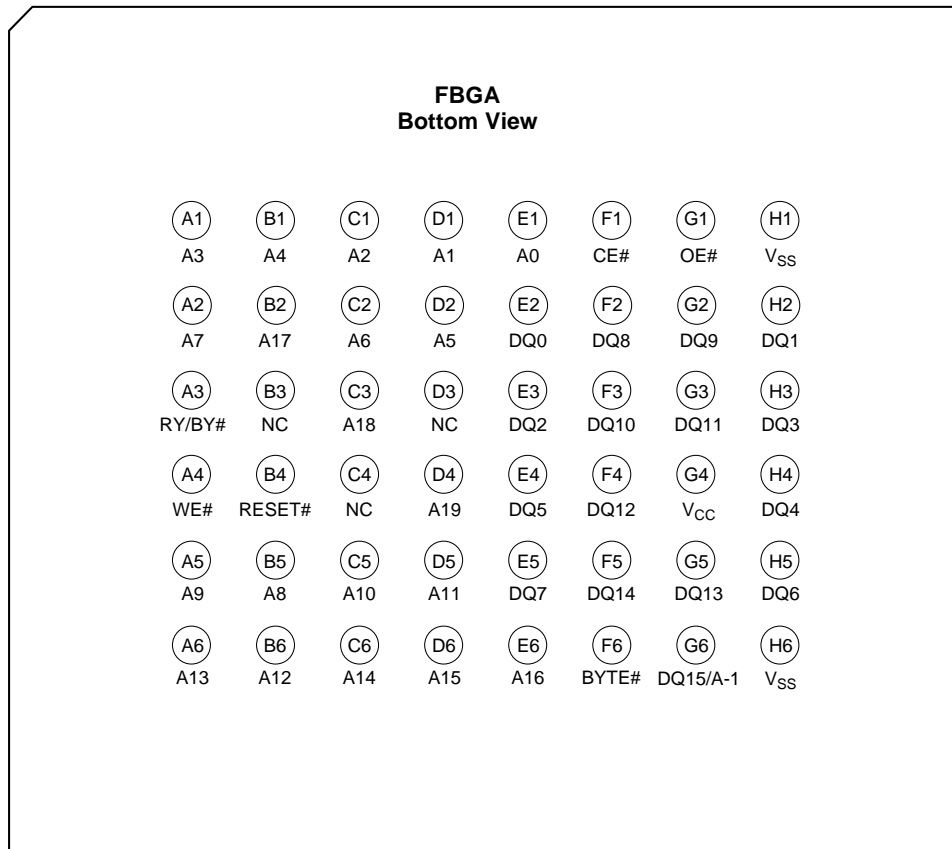 FBGA
Bottom View
A1 B1 C1 D1 E1 F1 G1 H1
A3 A4 A2 A1 A0 CE# OE# VSS
A2 B2 C2 D2 E2 F2 G2 H2
A7 A17 A6 A5 DQ0 DQ8 DQ9 DQ1
A3 B3 C3 D3 E3 F3 G3 H3
RY/BY# NC A18 NC DQ2 DQ10 DQ11 DQ3
A4 B4 C4 D4 E4 F4 G4 H4
WE# RESET# NC A19 DQ5 DQ12 VCC DQ4
A5 B5 C5 D5 E5 F5 G5 H5
A9 A8 A10 A11 DQ7 DQ14 DQ13 DQ6
A6 B6 C6 D6 E6 F6 G6 H6
A13 A12 A14 A15 A16 BYTE# DQ15/A-1 VSS